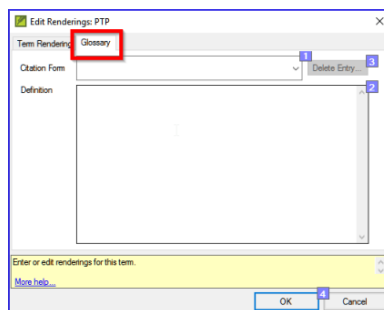 Edit Renderings: PTP
Term Rendering Glossary
Citation Form 1 Delete Entry... 3
Definition 2
Enter or edit renderings for this term.
More help...
OK 4 Cancel